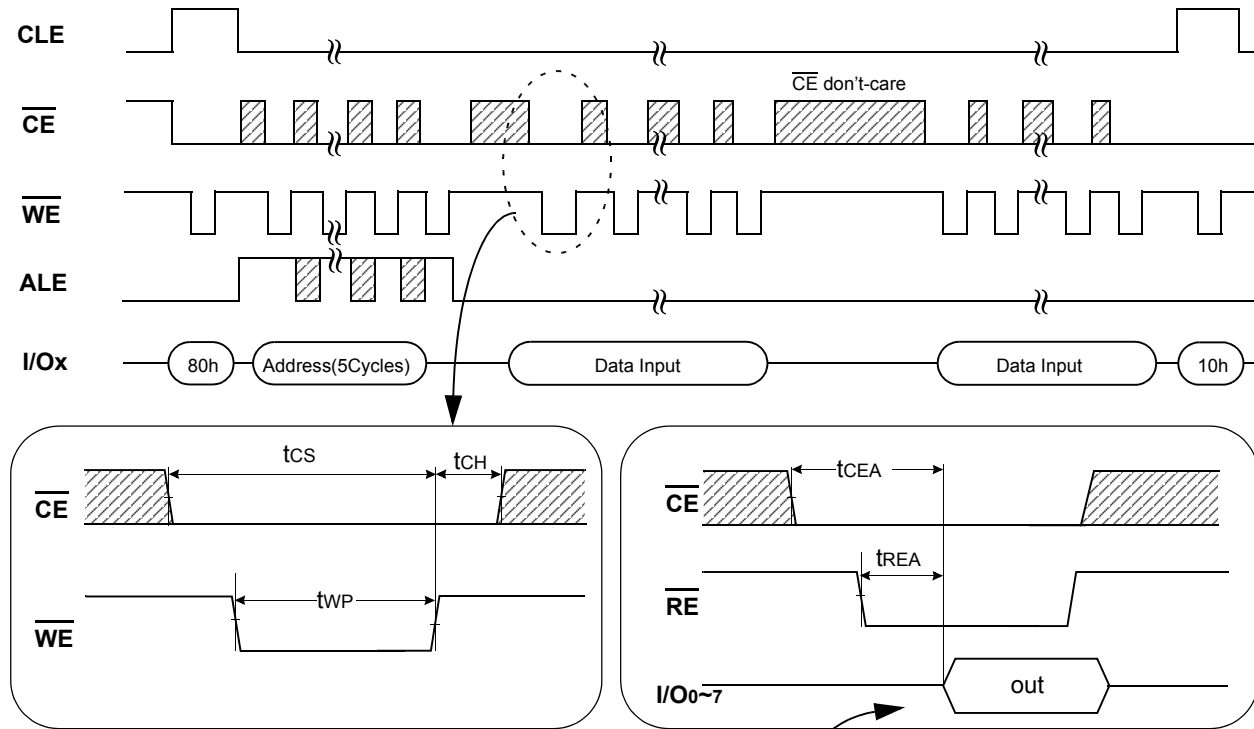 CLE
CE don't-care
CE
WE
ALE
I/Ox
80h
Address(5Cycles)
Data Input
Data Input
10h
tCS
tCH
CE
tWP
WE
tCEA
CE
tREA
RE
I/O0~7
out